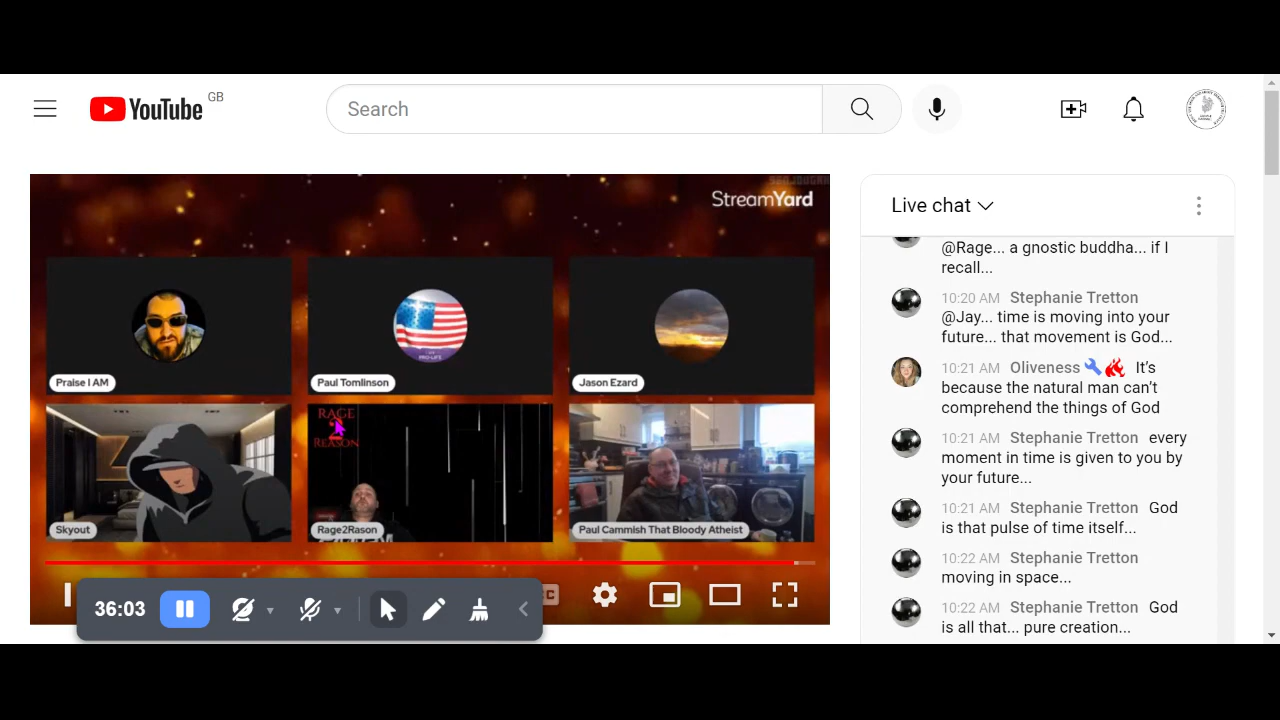 YouTube GB
Search
StreamYard
Praise I AM
Paul Tomlinson
Jason Ezard
RAGE
2
REASON
Skyout
Rage2Rason
Paul Cammish That Bloody Atheist
36:03
Live chat
@Rage... a gnostic buddha... if I
recall...
10:20 AM Stephanie Tretton
@Jay... time is moving into your
future... that movement is God...
10:21 AM Oliveness It's
because the natural man can't
comprehend the things of God
10:21 AM Stephanie Tretton every
moment in time is given to you by
your future...
10:21 AM Stephanie Tretton God
is that pulse of time itself...
10:22 AM Stephanie Tretton
moving in space...
10:22 AM Stephanie Tretton God
is all that... pure creation...